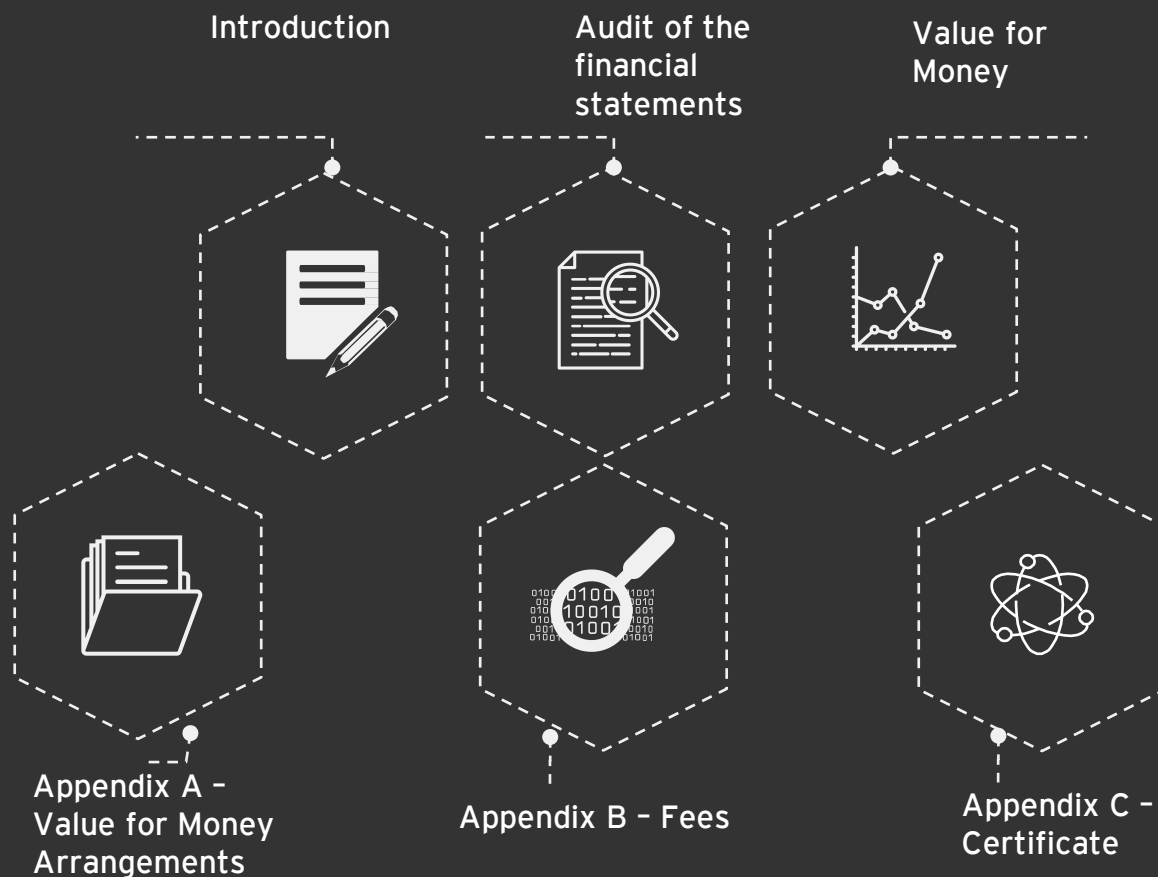 Introduction
Audit of the
financial
statements
Value for
Money
Appendix A –
Value for Money
Arrangements
Appendix B – Fees
Appendix C –
Certificate